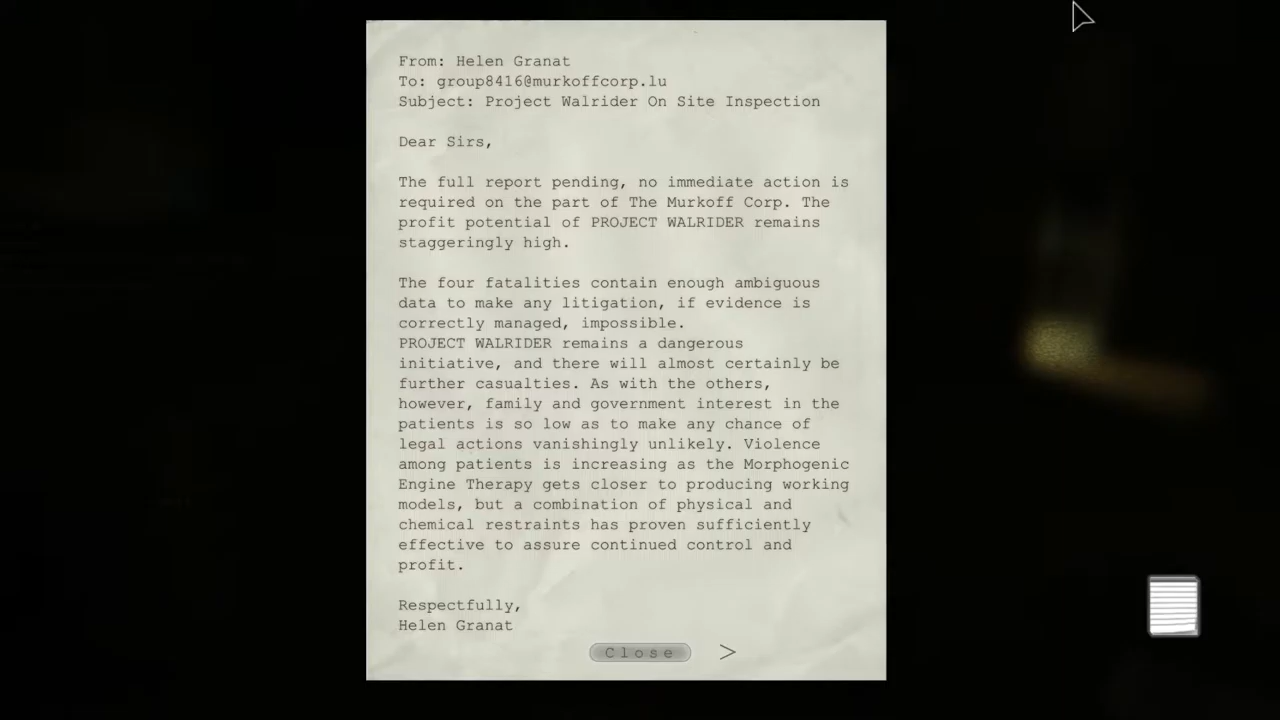 From: Helen Granat
To: group8416@murkoffcorp.lu
Subject: Project Walrider On Site Inspection
Dear Sirs,
The full report pending, no immediate action is
required on the part of The Murkoff Corp. The
profit potential of PROJECT WALRIDER remains
staggeringly high.
The four fatalities contain enough ambiguous
data to make any litigation, if evidence is
correctly managed, impossible.
PROJECT WALRIDER remains a dangerous
initiative, and there will almost certainly be
further casualties. As with the others,
however, family and government interest in the
patients is so low as to make any chance of
legal actions vanishingly unlikely. Violence
among patients is increasing as the Morphogenic
Engine Therapy gets closer to producing working
models, but a combination of physical and
chemical restraints has proven sufficiently
effective to assure continued control and
profit.
Respectfully,
Helen Granat
Close >